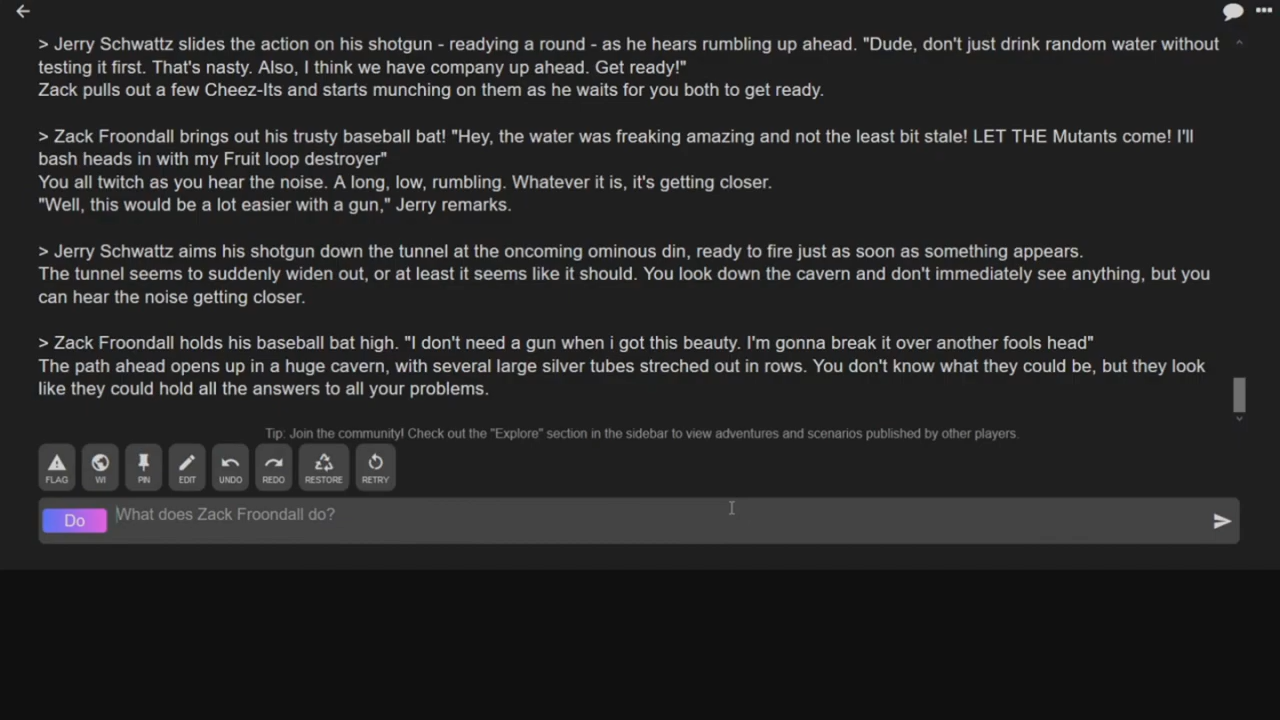 > Jerry Schwattz slides the action on his shotgun - readying a round - as he hears rumbling up ahead. "Dude, don't just drink random water without
testing it first. That's nasty. Also, I think we have company up ahead. Get ready!"
Zack pulls out a few Cheez-Its and starts munching on them as he waits for you both to get ready.
> Zack Froondall brings out his trusty baseball bat! "Hey, the water was freaking amazing and not the least bit stale! LET THE Mutants come! I'll
bash heads in with my Fruit loop destroyer"
You all twitch as you hear the noise. A long, low, rumbling. Whatever it is, it's getting closer.
"Well, this would be a lot easier with a gun," Jerry remarks.
> Jerry Schwattz aims his shotgun down the tunnel at the oncoming ominous din, ready to fire just as soon as something appears.
The tunnel seems to suddenly widen out, or at least it seems like it should. You look down the cavern and don't immediately see anything, but you
can hear the noise getting closer.
> Zack Froondall holds his baseball bat high. "I don't need a gun when i got this beauty. I'm gonna break it over another fools head"
The path ahead opens up in a huge cavern, with several large silver tubes streched out in rows. You don't know what they could be, but they look
like they could hold all the answers to all your problems.
Tip: Join the community! Check out the "Explore" section in the sidebar to view adventures and scenarios published by other players.
FLAG WI PIN EDIT UNDO REDO RESTORE RETRY
Do What does Zack Froondall do?